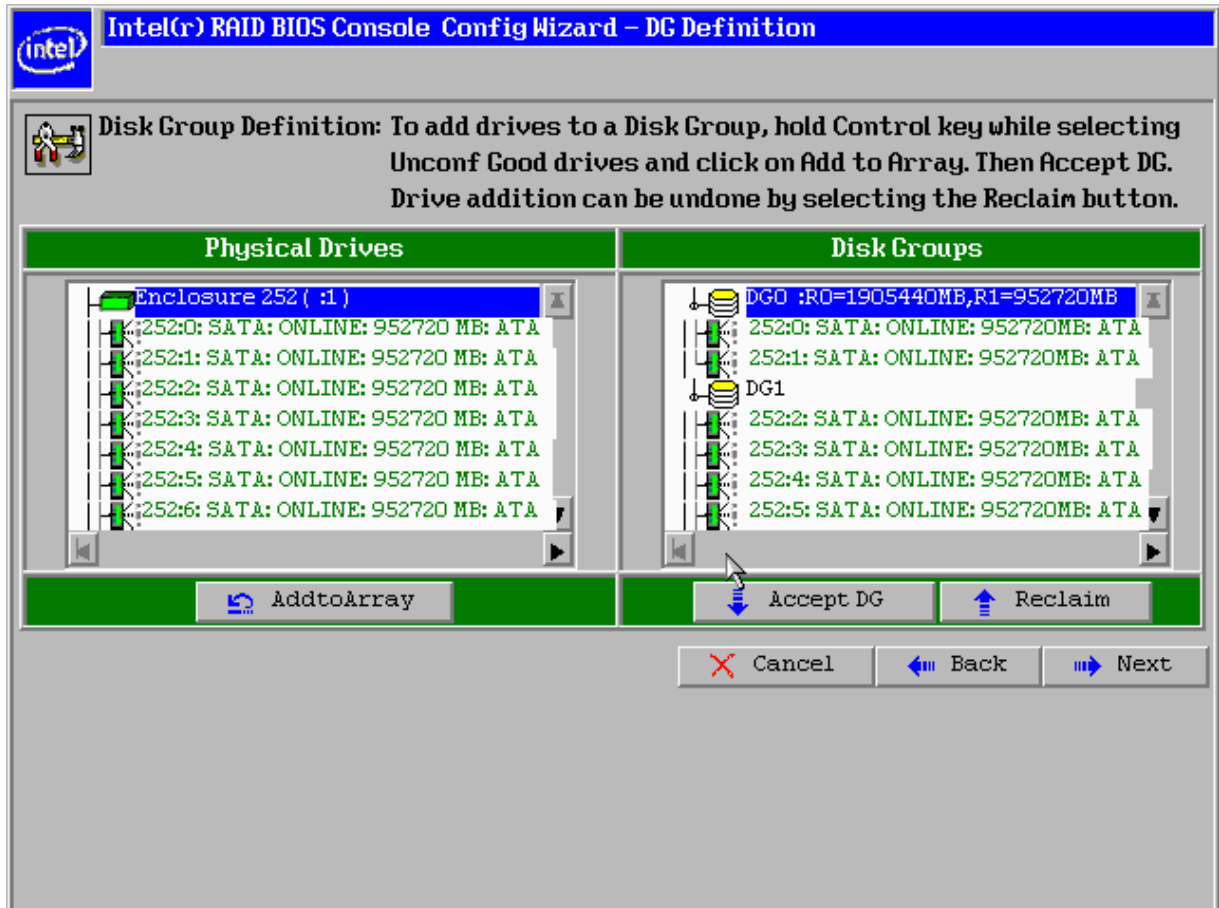 intel
Intel(r) RAID BIOS Console Config Wizard – DG Definition
Disk Group Definition: To add drives to a Disk Group, hold Control key while selecting
Unconf Good drives and click on Add to Array. Then Accept DG.
Drive addition can be undone by selecting the Reclaim button.
Physical Drives
Enclosure 252 ( :1 )
252:0: SATA: ONLINE: 952720 MB: ATA
252:1: SATA: ONLINE: 952720 MB: ATA
252:2: SATA: ONLINE: 952720 MB: ATA
252:3: SATA: ONLINE: 952720 MB: ATA
252:4: SATA: ONLINE: 952720 MB: ATA
252:5: SATA: ONLINE: 952720 MB: ATA
252:6: SATA: ONLINE: 952720 MB: ATA
AddtoArray
Disk Groups
DG0 :R0=1905440MB,R1=952720MB
252:0: SATA: ONLINE: 952720MB: ATA
252:1: SATA: ONLINE: 952720MB: ATA
DG1
252:2: SATA: ONLINE: 952720MB: ATA
252:3: SATA: ONLINE: 952720MB: ATA
252:4: SATA: ONLINE: 952720MB: ATA
252:5: SATA: ONLINE: 952720MB: ATA
Accept DG
Reclaim
Cancel
Back
Next